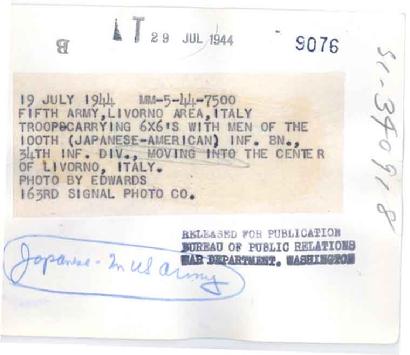 B LT 29 JUL 1944 9076
19 JULY 1944 MM-5-44-7500
FIFTH ARMY, LIVORNO AREA, ITALY
TROOPSCARRYING 6X6'S WITH MEN OF THE
100TH (JAPANESE-AMERICAN) INF. BN.,
34TH INF. DIV., MOVING INTO THE CENTER
OF LIVORNO, ITALY.
PHOTO BY EDWARDS
163RD SIGNAL PHOTO CO.
SC-380918
RELEASED FOR PUBLICATION
BUREAU OF PUBLIC RELATIONS
WAR DEPARTMENT, WASHINGTON
Japanese - In US Army